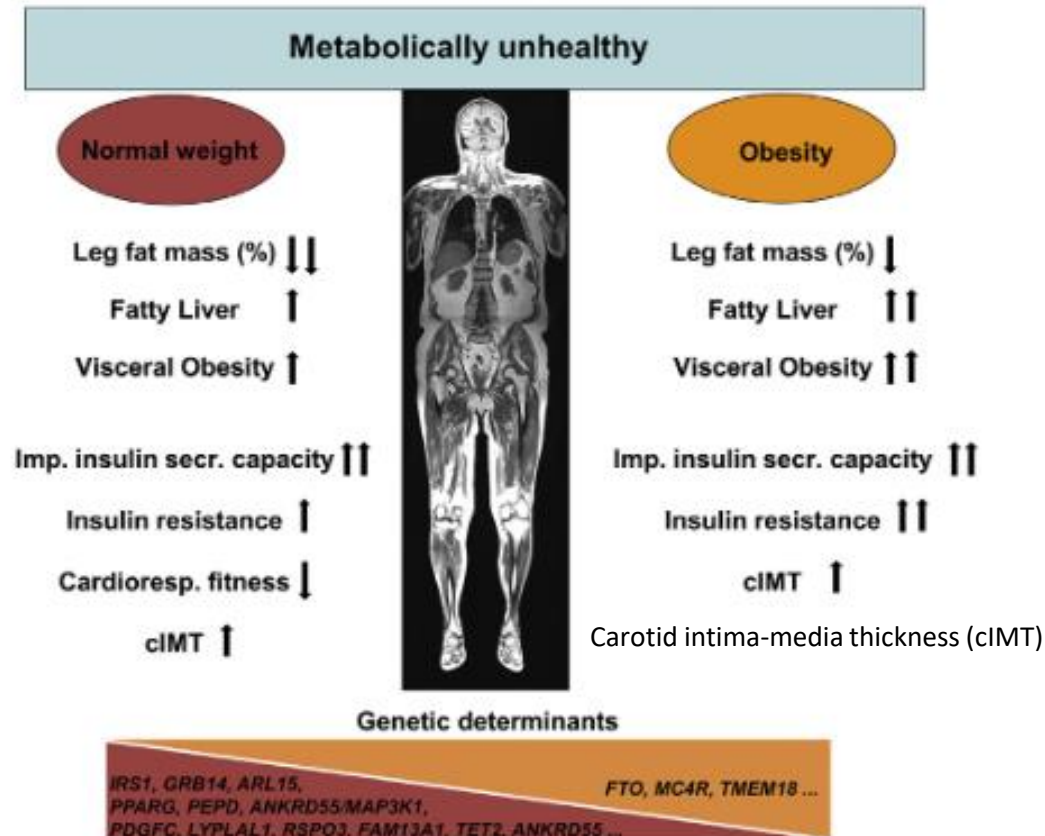 Metabolically unhealthy
Normal weight
Leg fat mass (%) ↓↓
Fatty Liver ↑
Visceral Obesity ↑
Imp. insulin secr. capacity ↑↑
Insulin resistance ↑
Cardioresp. fitness ↓
cIMT ↑
Obesity
Leg fat mass (%) ↓
Fatty Liver ↑↑
Visceral Obesity ↑↑
Imp. insulin secr. capacity ↑↑
Insulin resistance ↑↑
cIMT ↑
Carotid intima-media thickness (cIMT)
Genetic determinants
IRS1, GRB14, ARL15,
PPARG, PEPD, ANKRD55/MAP3K1,
PDGFC, LYPLAL1, RSPO3, FAM13A1, TET2, ANKRD55 ...
FTO, MC4R, TMEM18 ...